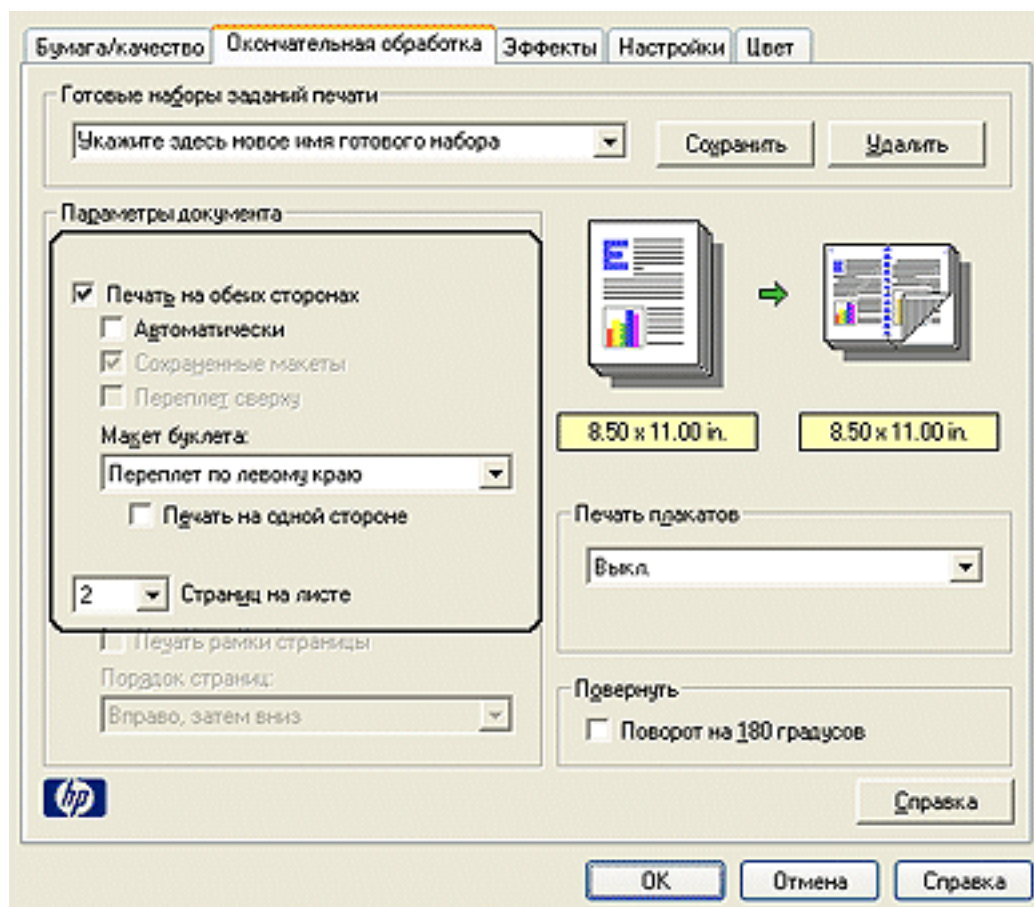 Бумага/качество Окончательная обработка Эффекты Настройки Цвет
Готовые наборы заданий печати
Укажите здесь новое имя готового набора Сохранить Удалить
Параметры документа
Печать на обеих сторонах
Автоматически
Сохраненные макеты
Переплет сверху
Макет буклета:
Переплет по левому краю
Печать на одной стороне
2 Страниц на листе
Печать рамки страницы
Порядок страниц:
Вправо, затем вниз
8.50 x 11.00 in.
8.50 x 11.00 in.
Печать плакатов
Выкл.
Повернуть
Поворот на 180 градусов
hp
Справка
OK Отмена Справка